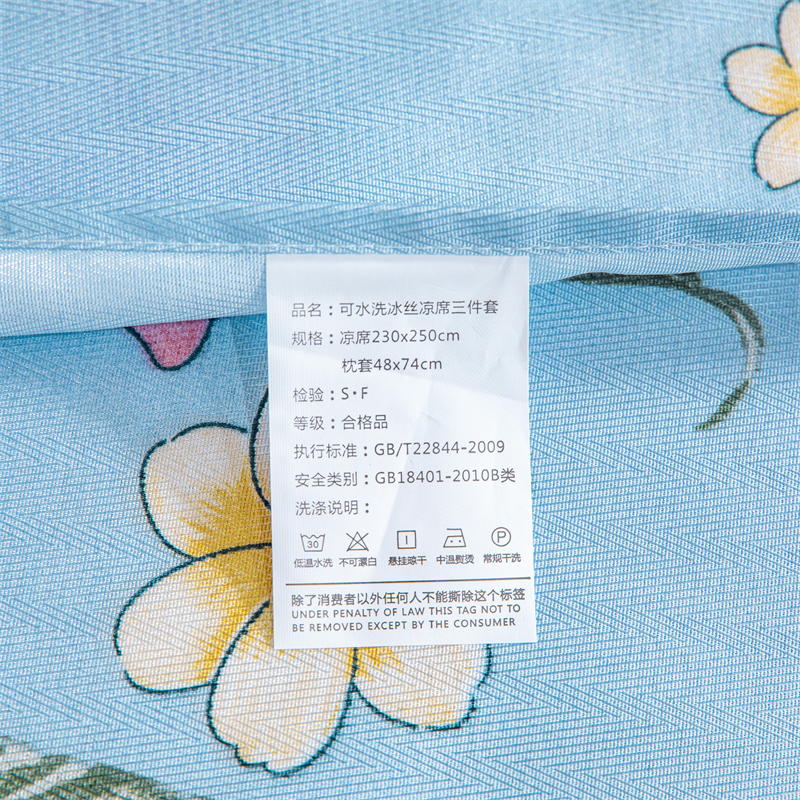 品名：可水洗冰丝凉席三件套
规格：凉席230x250cm
枕套48x74cm
检验：S·F
等级：合格品
执行标准：GB/T22844-2009
安全类别：GB18401-2010B类
洗涤说明：
30 P
低温水洗 不可漂白 悬挂晾干 中温熨烫 常规干洗
除了消费者以外任何人不能撕除这个标签
UNDER PENALTY OF LAW THIS TAG NOT TO
BE REMOVED EXCEPT BY THE CONSUMER